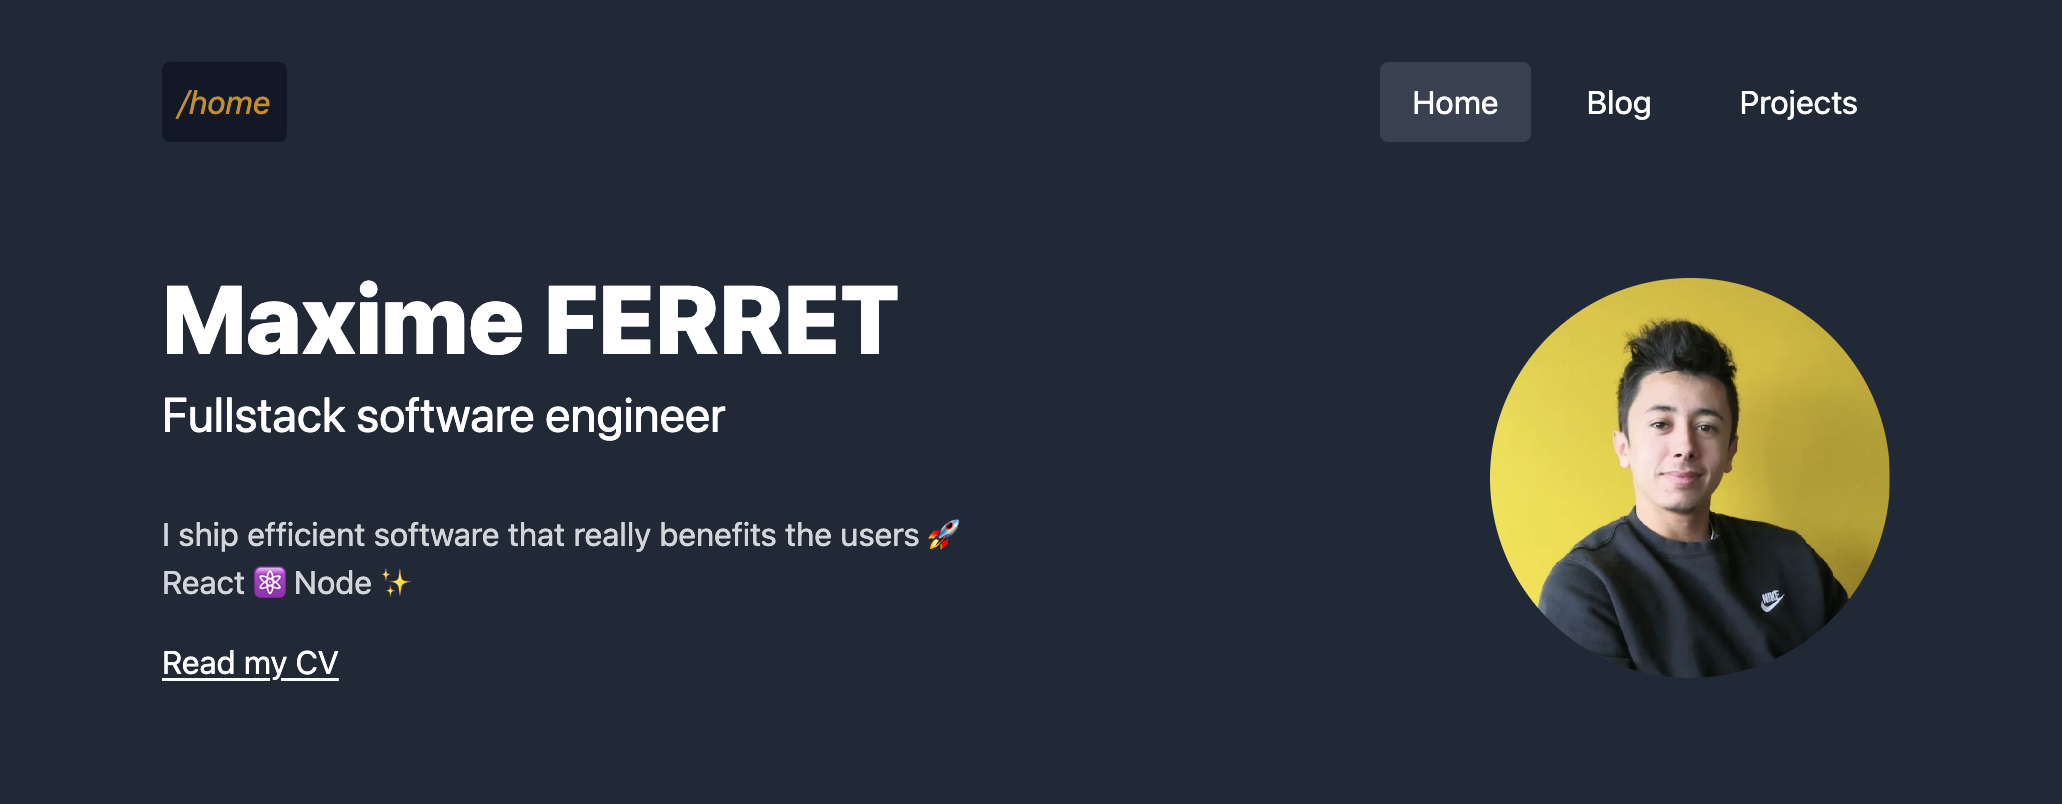 /home
Home Blog Projects
Maxime FERRET
Fullstack software engineer
I ship efficient software that really benefits the users 🚀
React ⚛️ Node ✨
Read my CV
NIKE